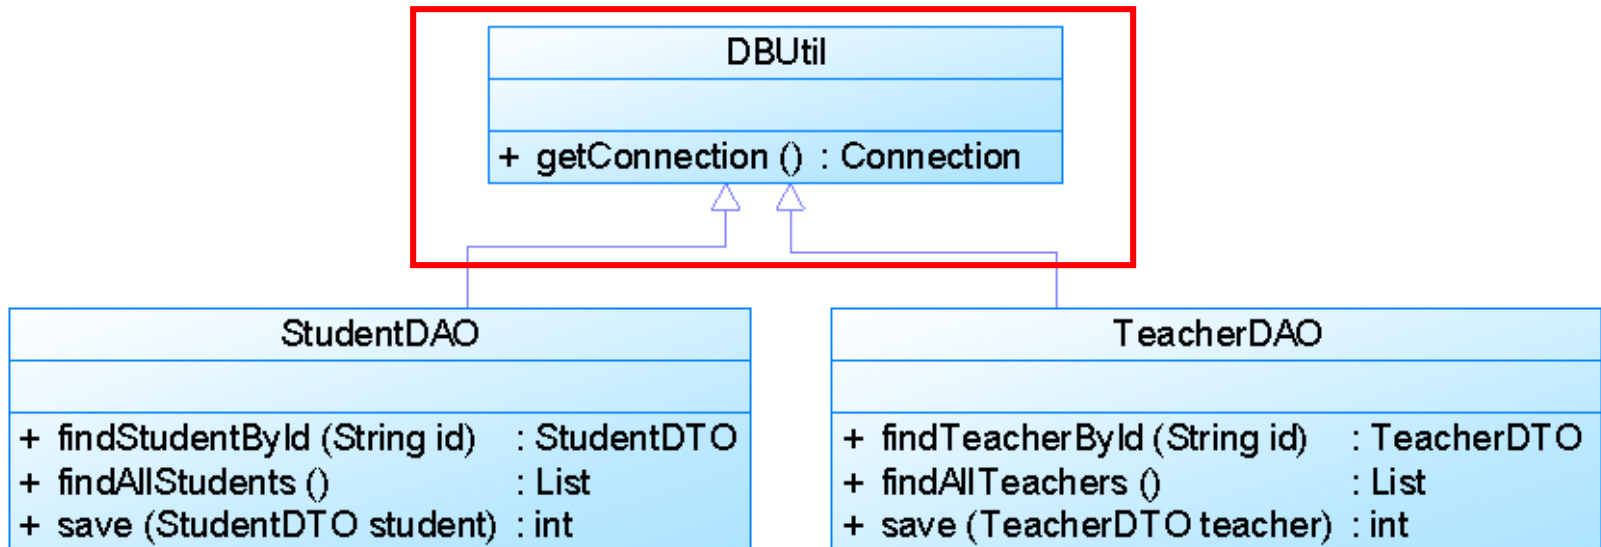 DBUtil
+ getConnection () : Connection
StudentDAO
+ findStudentById (String id) : StudentDTO
+ findAllStudents () : List
+ save (StudentDTO student) : int
TeacherDAO
+ findTeacherById (String id) : TeacherDTO
+ findAllTeachers () : List
+ save (TeacherDTO teacher) : int